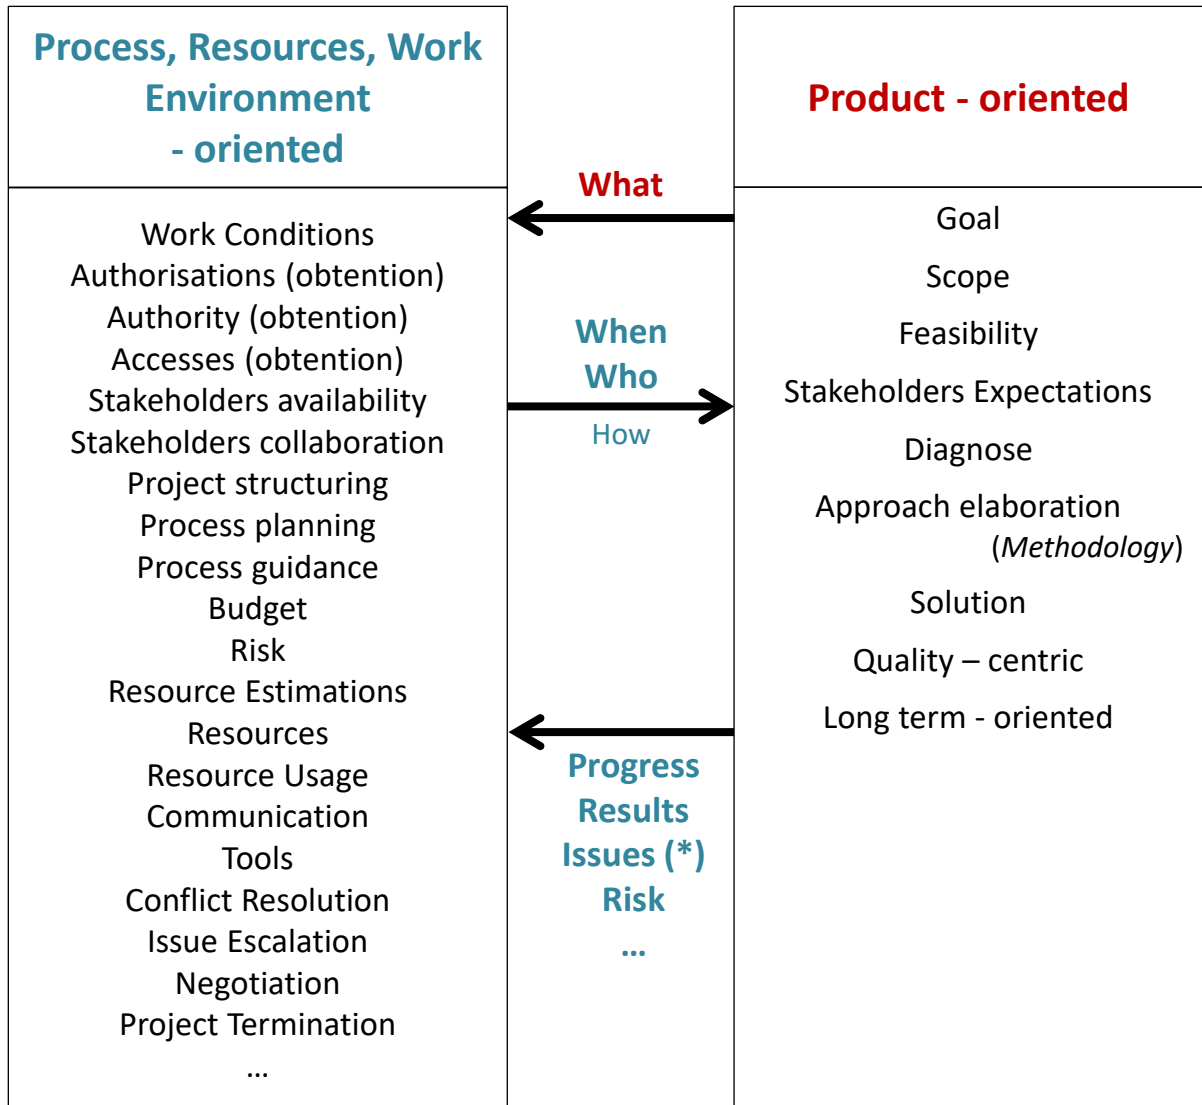 Process, Resources, Work
Environment
- oriented
Work Conditions
Authorisations (obtention)
Authority (obtention)
Accesses (obtention)
Stakeholders availability
Stakeholders collaboration
Project structuring
Process planning
Process guidance
Budget
Risk
Resource Estimations
Resources
Resource Usage
Communication
Tools
Conflict Resolution
Issue Escalation
Negotiation
Project Termination
...
What
When
Who
How
Progress
Results
Issues (*)
Risk
...
Product - oriented
Goal
Scope
Feasibility
Stakeholders Expectations
Diagnose
Approach elaboration
(Methodology)
Solution
Quality – centric
Long term - oriented